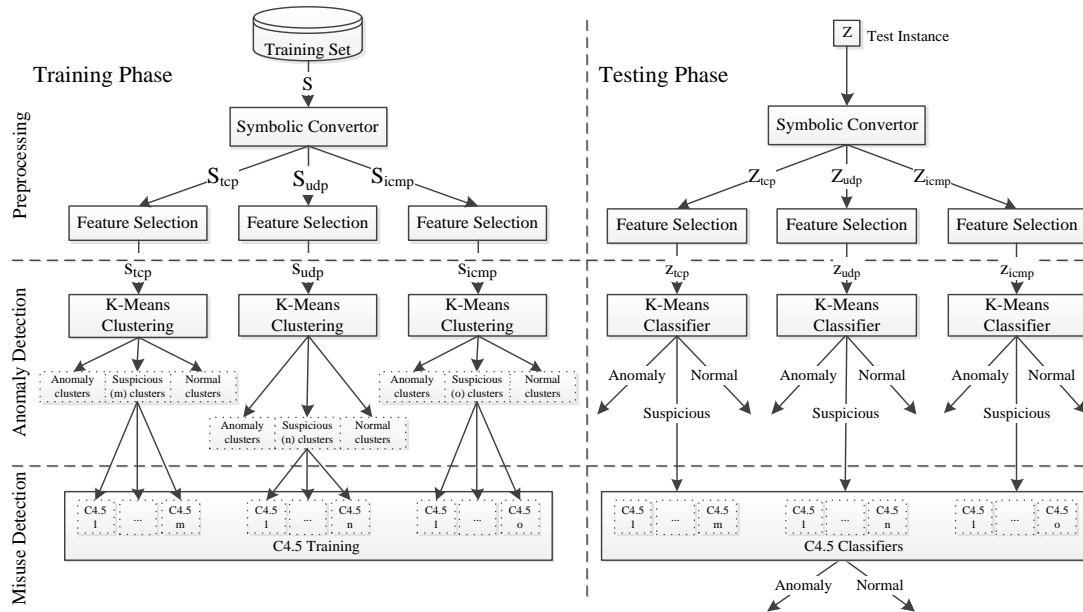 Training Set
Z
Test Instance
Training Phase
Testing Phase
S
Preprocessing
Symbolic Convertor
Symbolic Convertor
Stcp
Sudp
Sicmp
Ztcp
Zudp
Zicmp
Feature Selection
Feature Selection
Feature Selection
Feature Selection
Feature Selection
Feature Selection
stcp
sudp
sicmp
ztcp
zudp
zicmp
Anomaly Detection
K-Means
Clustering
K-Means
Clustering
K-Means
Clustering
K-Means
Classifier
K-Means
Classifier
K-Means
Classifier
Anomaly
clusters
Suspicious
(m) clusters
Normal
clusters
Anomaly
clusters
Suspicious
(n) clusters
Normal
clusters
Anomaly
clusters
Suspicious
(o) clusters
Normal
clusters
Anomaly
Normal
Suspicious
Anomaly
Normal
Suspicious
Anomaly
Normal
Suspicious
Misuse Detection
C4.5
1
...
C4.5
m
C4.5
1
...
C4.5
n
C4.5
1
...
C4.5
o
C4.5 Training
C4.5
1
...
C4.5
m
C4.5
1
...
C4.5
n
C4.5
1
...
C4.5
o
C4.5 Classifiers
Anomaly
Normal